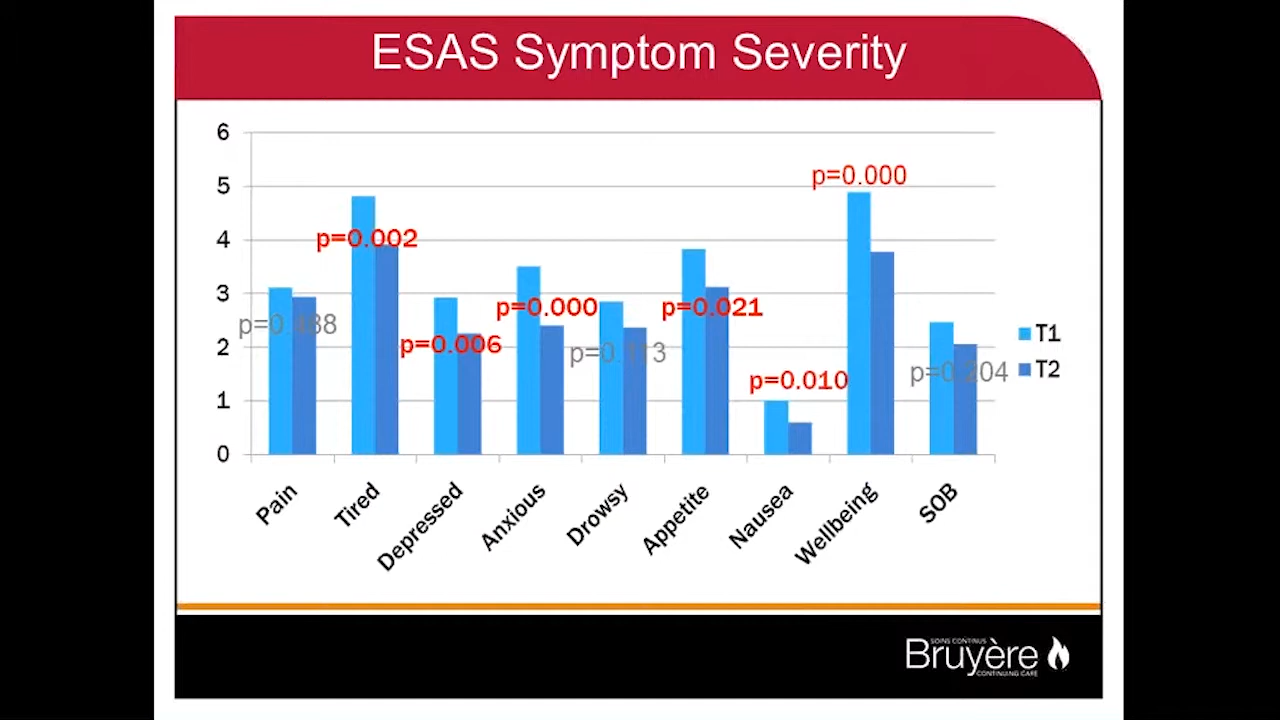 ESAS Symptom Severity
6
5
4
3
2
1
0
p=0.000
p=0.002
p=0.000
p=0.021
p=0.006
p=0.010
p=0.204
T1
T2
Pain
Tired
Depressed
Anxious
Drowsy
Appetite
Nausea
Wellbeing
SOB
SOINS CONTINUS
Bruyère
CONTINUING CARE